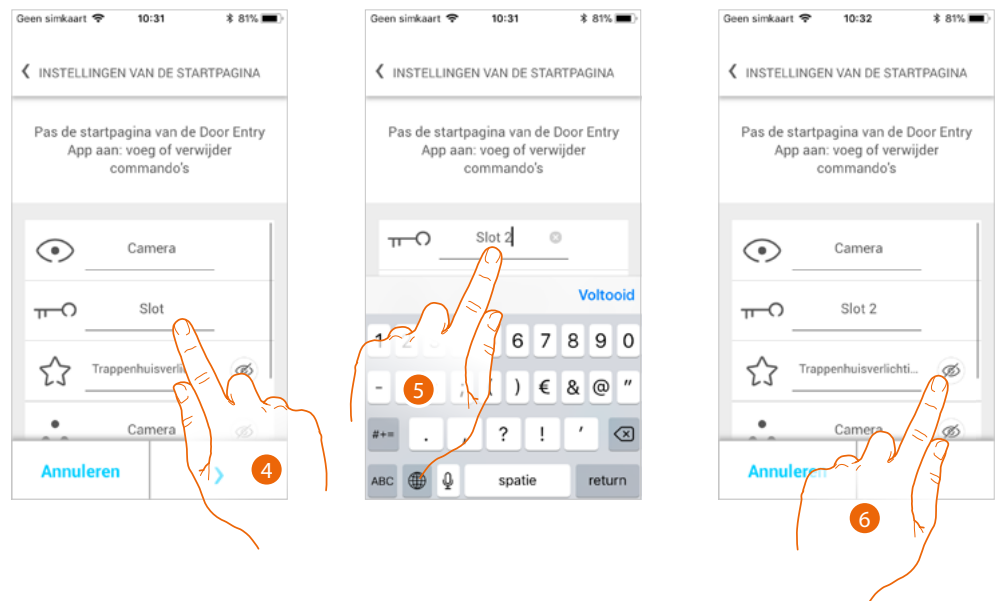 Geen simkaart 10:31 81%
INSTELLINGEN VAN DE STARTPAGINA
Pas de startpagina van de Door Entry
App aan: voeg of verwijder
commando's
Camera
Slot
Trappenhuisverli
Camera
Annuleren
4
Geen simkaart 10:31 81%
INSTELLINGEN VAN DE STARTPAGINA
Pas de startpagina van de Door Entry
App aan: voeg of verwijder
commando's
Slot 2
Voltooid
1 2 6 7 8 9 0
- ; ( ) € & @ "
#+= . , ? ! '
ABC spatie return
5
Geen simkaart 10:32 81%
INSTELLINGEN VAN DE STARTPAGINA
Pas de startpagina van de Door Entry
App aan: voeg of verwijder
commando's
Camera
Slot 2
Trappenhuisverlichti...
Camera
Annuleren
6